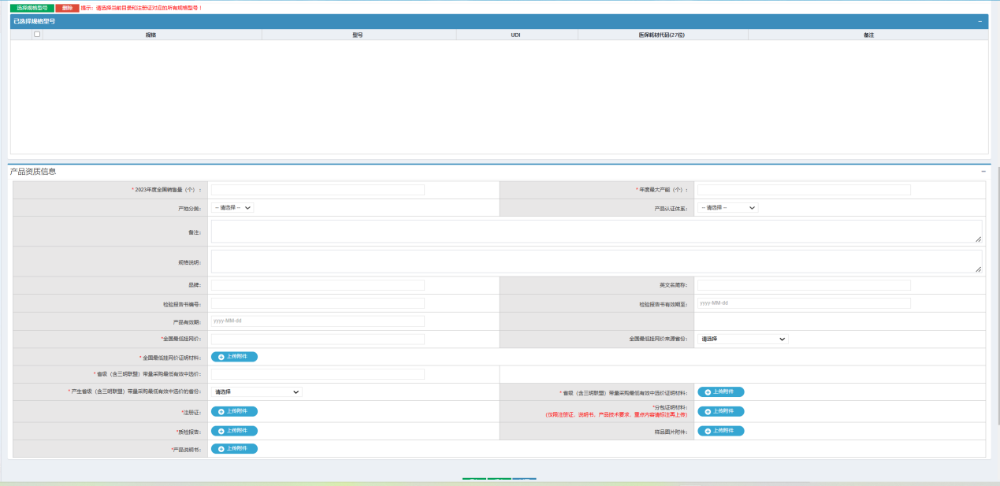 选择规格型号 删除 提示：请选择当前目录和注册证对应的所有规格型号！
已选择规格型号 −
规格 型号 UDI 医保耗材代码(27位) 备注
产品资质信息 −
* 2023年度全国销售量（个）： * 年度最大产能（个）：
产地分类： -- 请选择 -- 产品认证体系： -- 请选择 --
备注：
规格说明：
品牌： 英文名简称：
检验报告书编号： 检验报告书有效期至： yyyy-MM-dd
产品有效期： yyyy-MM-dd
*全国最低挂网价： 全国最低挂网价来源省份： 请选择
* 全国最低挂网价证明材料： 上传附件
* 省级（含三明联盟）带量采购最低有效中选价：
* 产生省级（含三明联盟）带量采购最低有效中选价的省份： 请选择 * 省级（含三明联盟）带量采购最低有效中选价证明材料： 上传附件
*注册证： 上传附件 *分包证明材料： 上传附件
（仅限注册证、说明书、产品技术要求，重点内容请标注再上传）
*质检报告： 上传附件 样品图片附件： 上传附件
*产品说明书： 上传附件